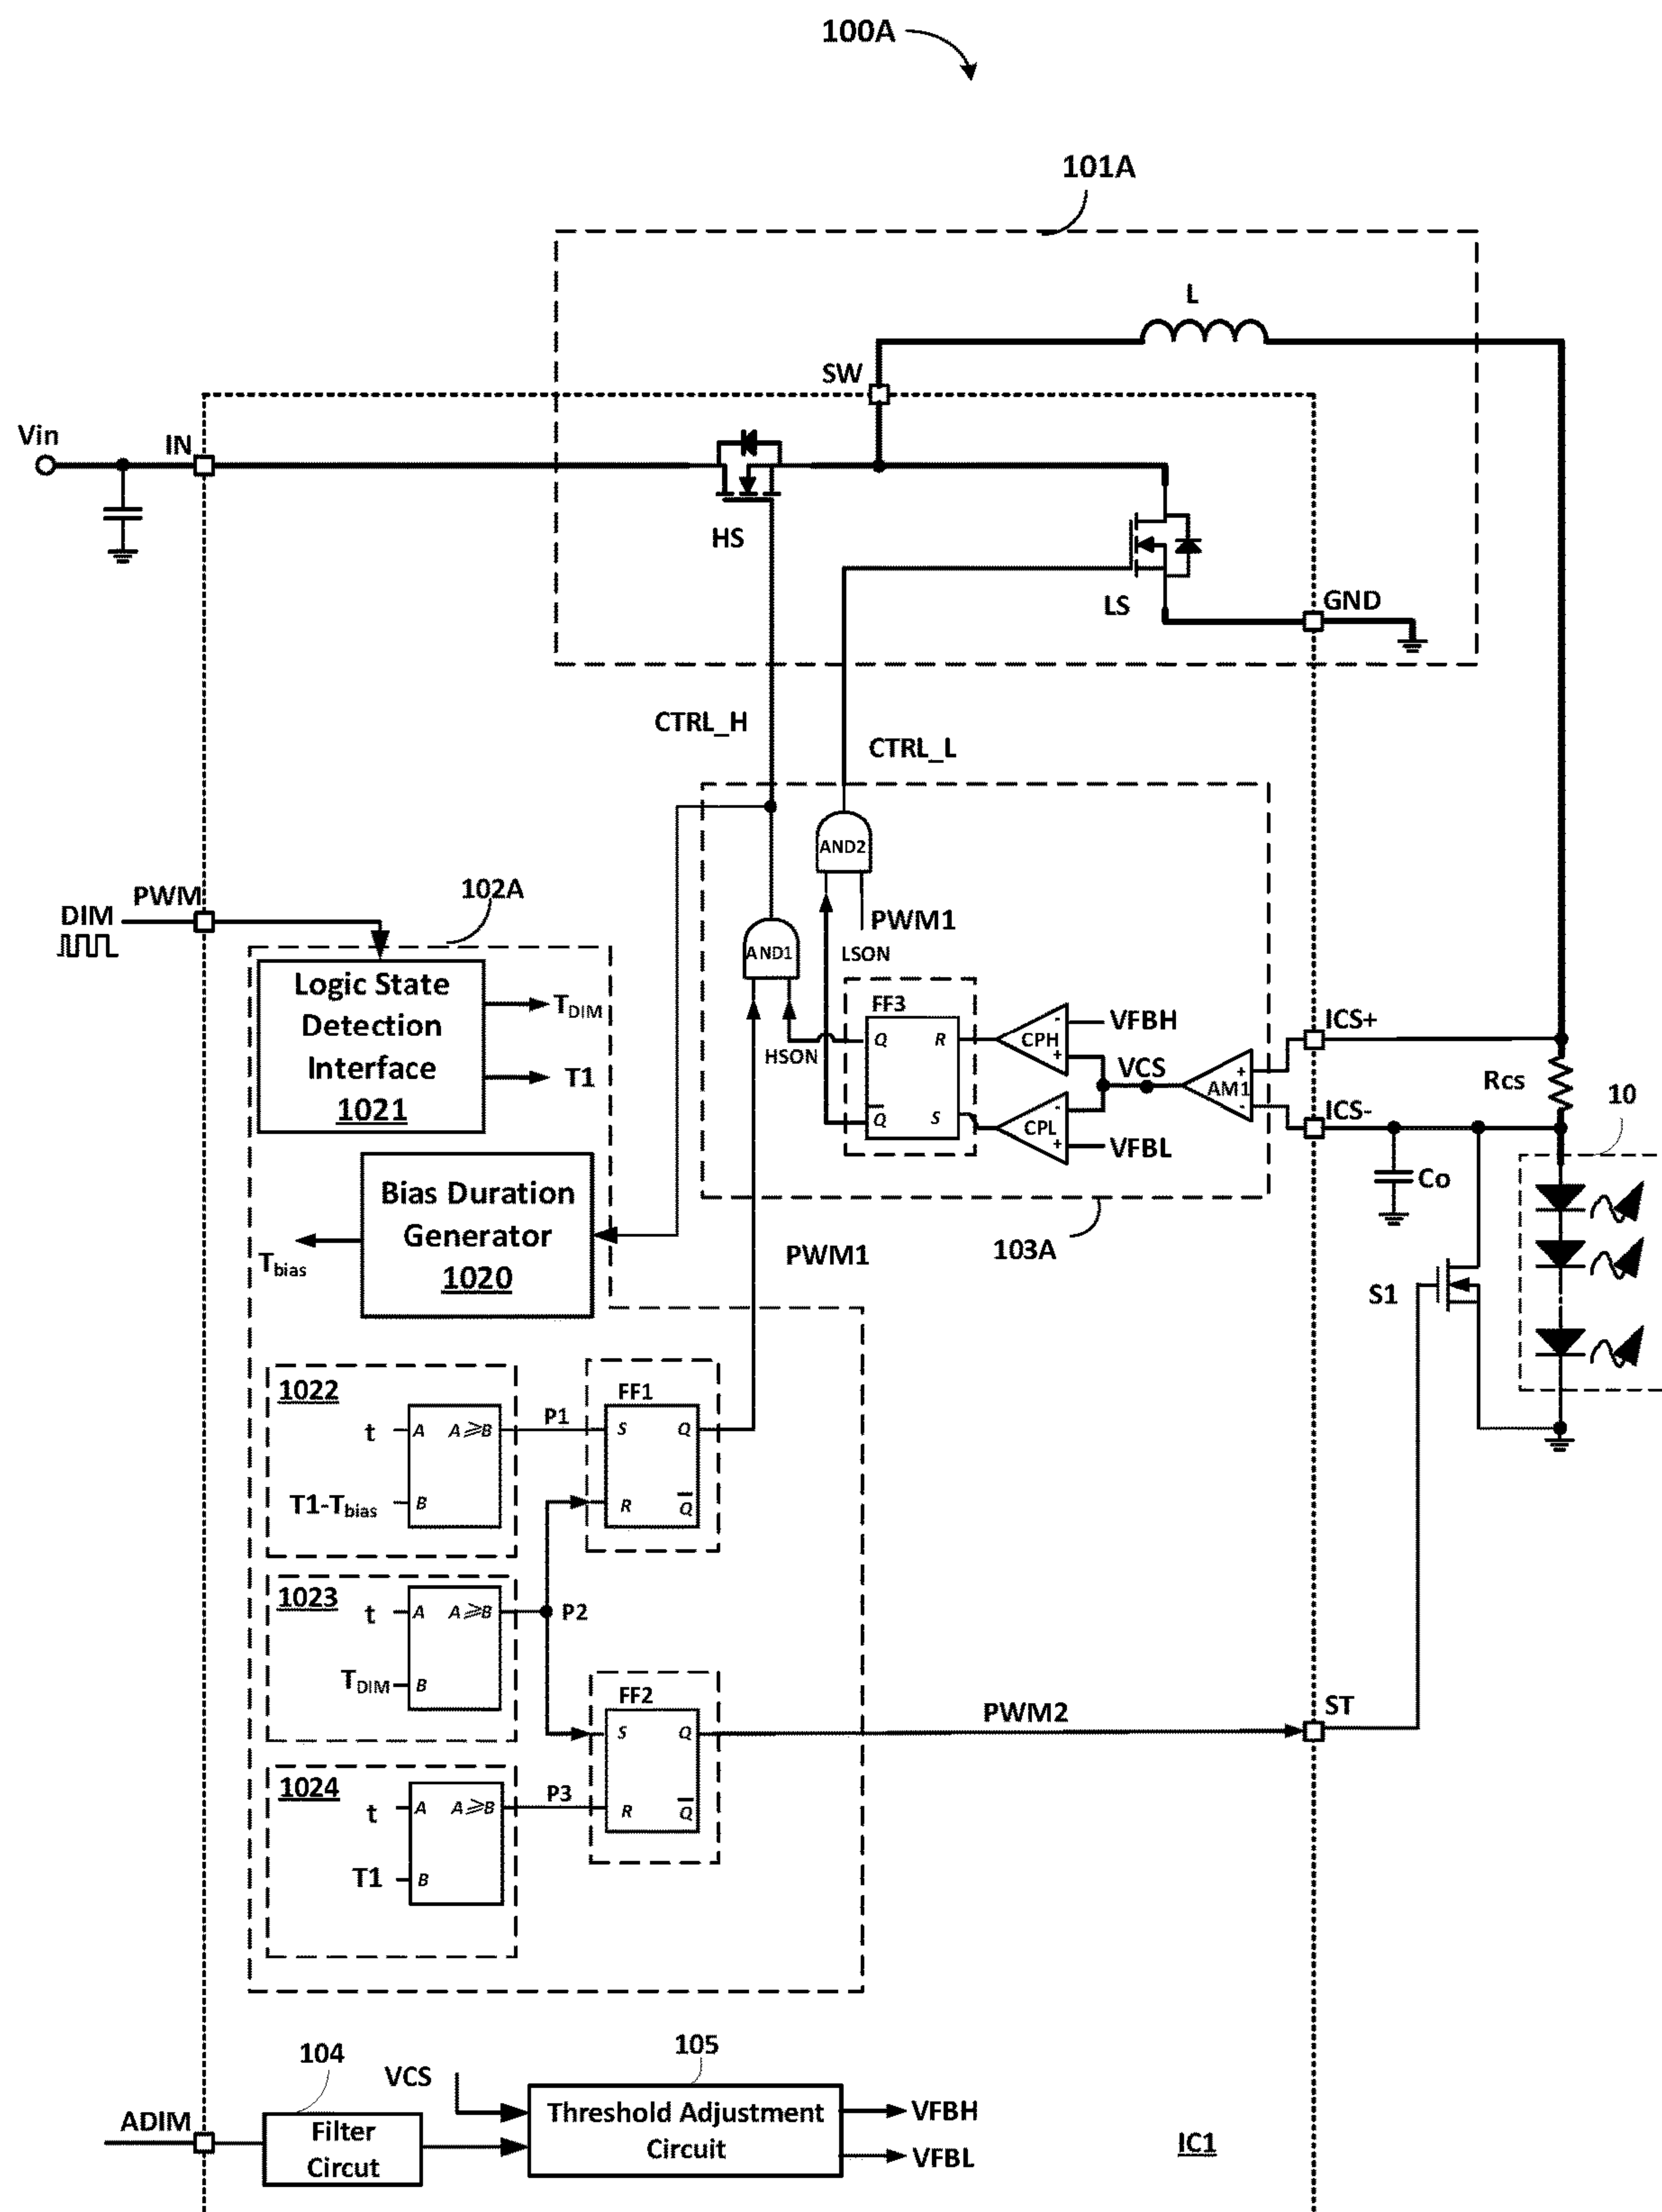 100A
101A
L
SW
Vin
IN
HS
LS
GND
CTRL_H
CTRL_L
AND2
PWM
102A
DIM
PWM1
AND1
LSON
Logic State
Detection
Interface
1021
TDIM
T1
FF3
Q
R
Q
S
HSON
CPH
-
+
VFBH
VCS
CPL
-
+
VFBL
AM1
+
-
ICS+
Rcs
ICS-
10
Co
103A
Bias Duration
Generator
1020
Tbias
PWM1
S1
1022
t
A
A⩾B
T1-Tbias
B
P1
FF1
S
Q
R
Q
1023
t
A
A⩾B
TDIM
B
P2
FF2
S
Q
R
Q
PWM2
ST
1024
t
A
A⩾B
T1
B
P3
104
VCS
105
ADIM
Filter
Circut
Threshold Adjustment
Circuit
VFBH
VFBL
IC1